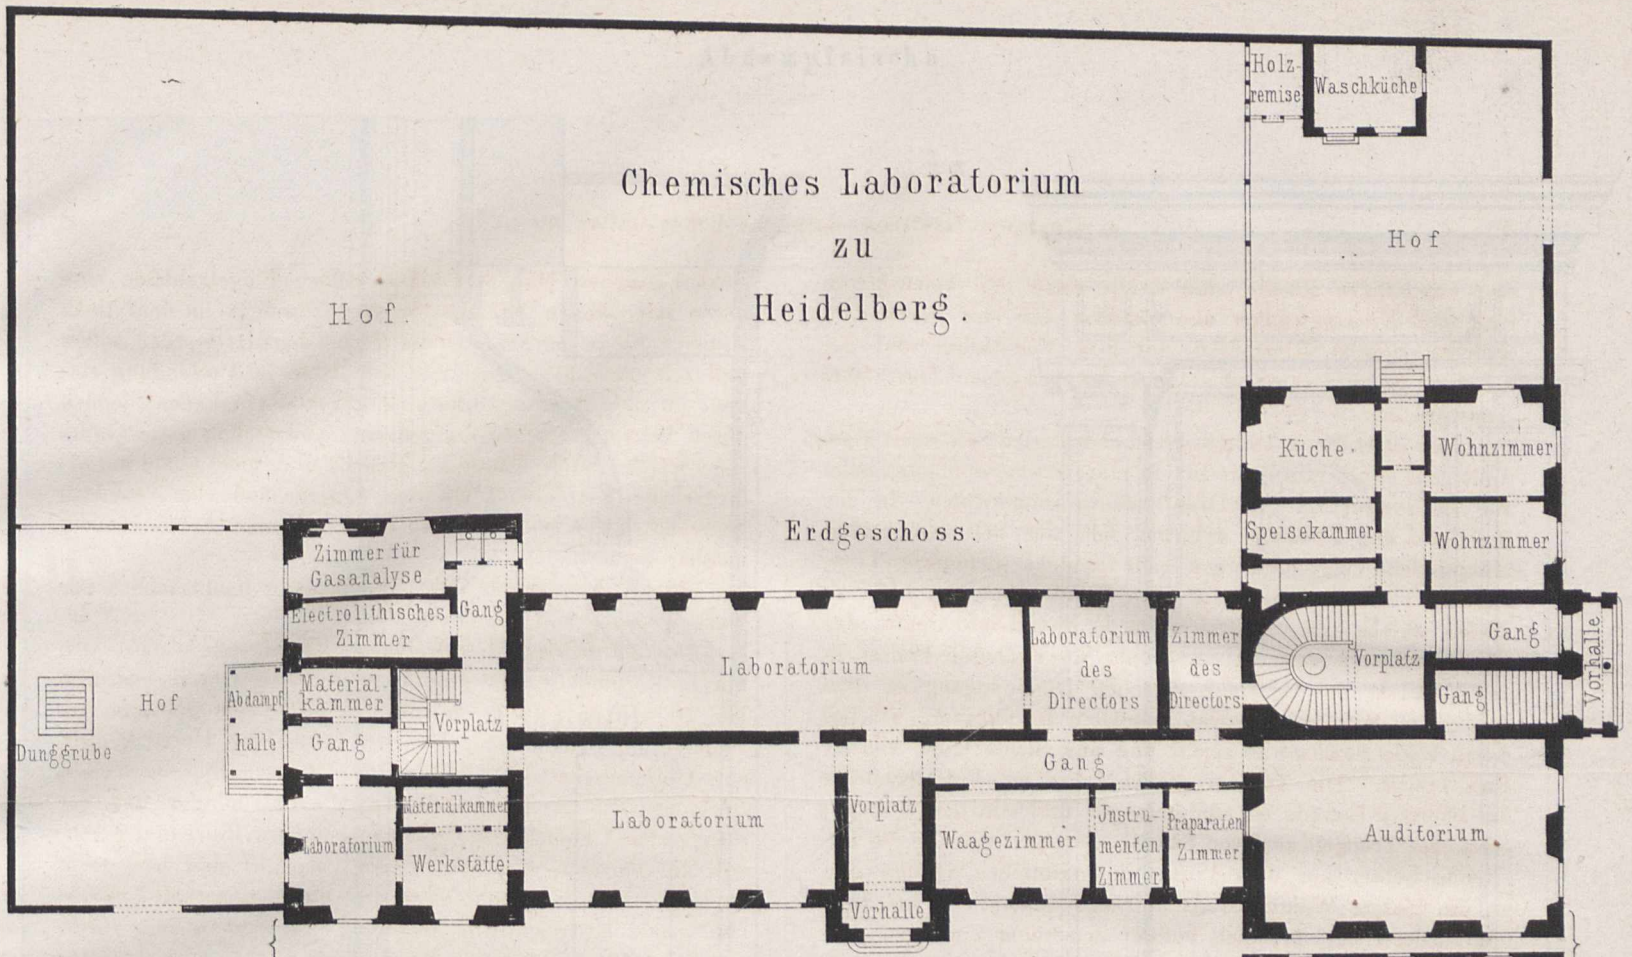 Holz-
remise
Waschküche
Chemisches Laboratorium
zu
Heidelberg.
Hof
Hof.
Küche
Wohnzimmer
Erdgeschoss.
Speisekammer
Wohnzimmer
Zimmer für
Gasanalyse
Gang
Electrolithisches
Zimmer
Laboratorium
Laboratorium
des
Directors
Zimmer
des
Directors
Vorplatz
Gang
Gang
Vorhalle
Dunggrube
Hof
Abdampf
halle
Material-
kammer
Gang
Vorplatz
Laboratorium
Materialkammer
Werkstätte
Laboratorium
Vorplatz
Vorhalle
Gang
Waagezimmer
Jnstru-
menten
Zimmer
Präparaten
Zimmer
Auditorium